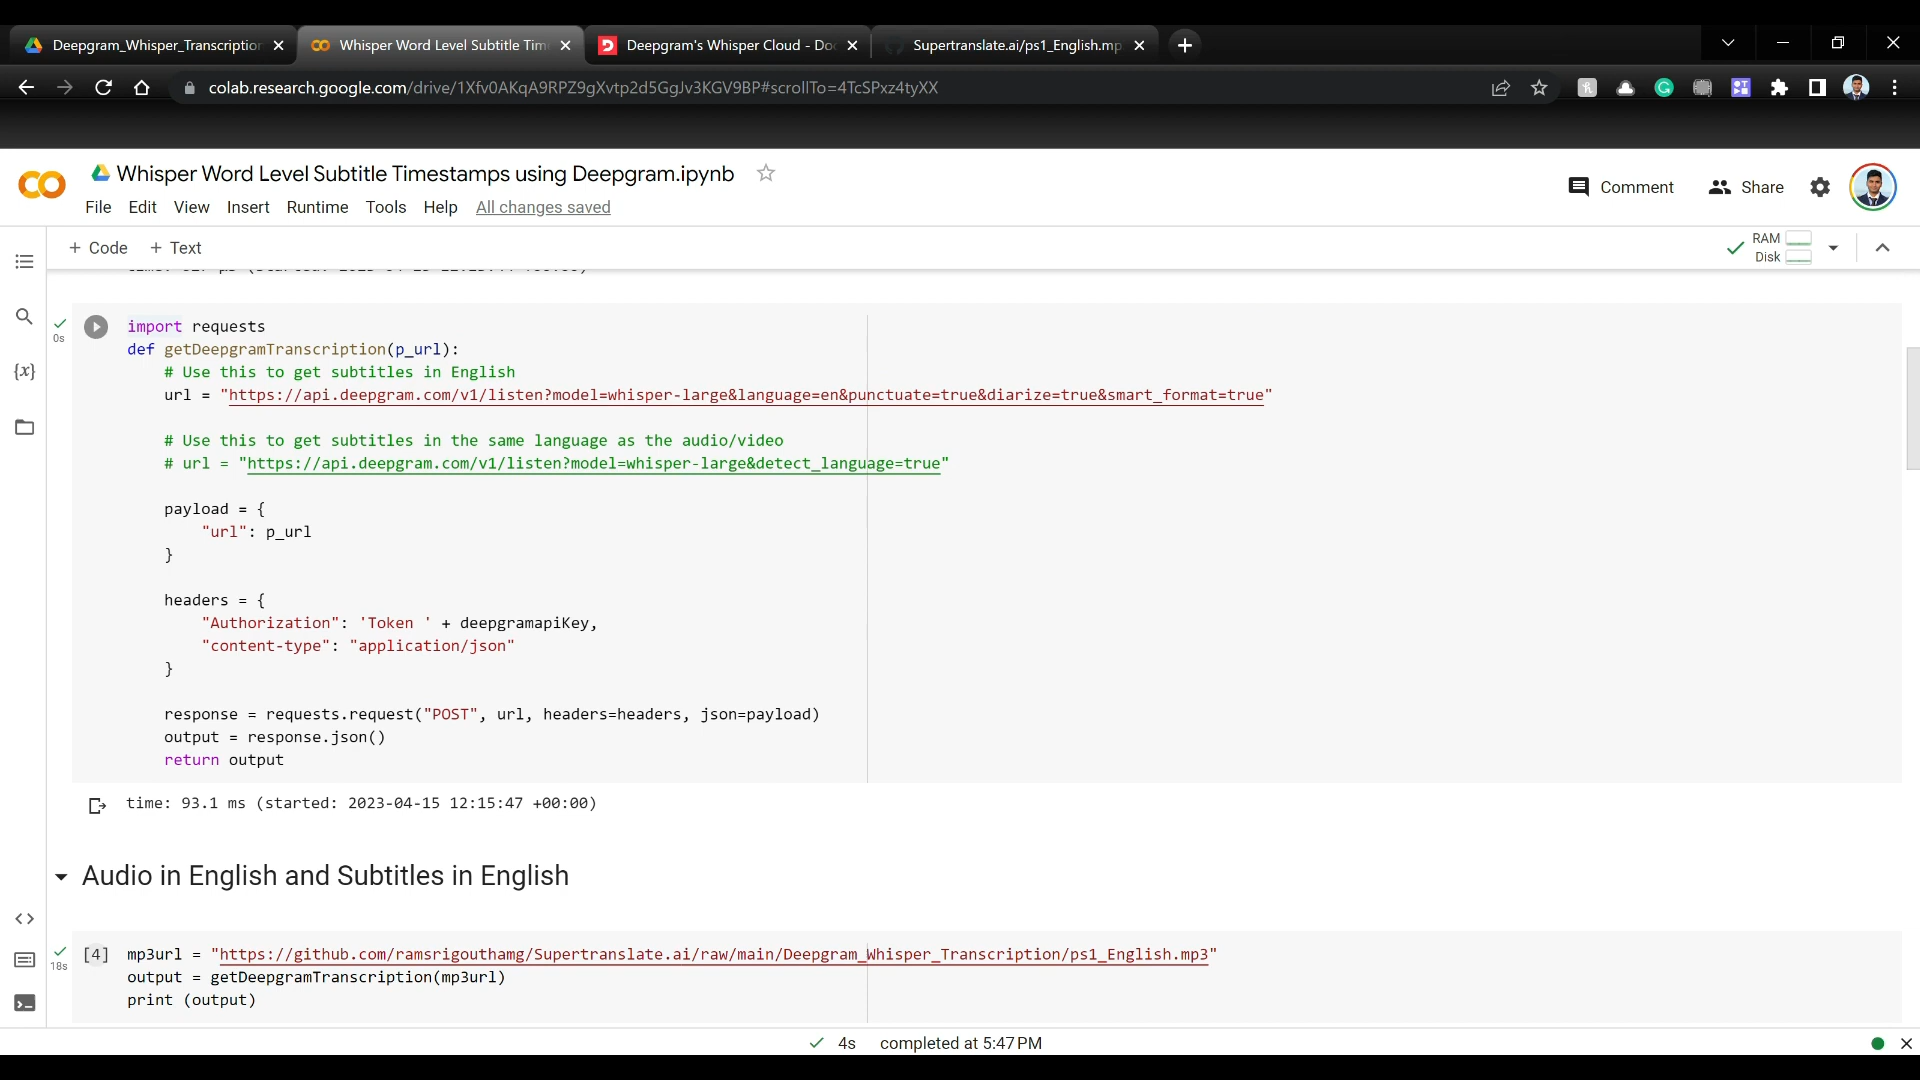 Deepgram_Whisper_Transcription
Whisper Word Level Subtitle Tim
Deepgram's Whisper Cloud - Doc
Supertranslate.ai/ps1_English.mp
colab.research.google.com/drive/1Xfv0AKqA9RPZ9gXvtp2d5GgJv3KGV9BP#scrollTo=4TcSPxz4tyXX
Whisper Word Level Subtitle Timestamps using Deepgram.ipynb
Comment
Share
File Edit View Insert Runtime Tools Help All changes saved
+ Code + Text
RAM
Disk
0s
import requests
def getDeepgramTranscription(p_url):
# Use this to get subtitles in English
url = "https://api.deepgram.com/v1/listen?model=whisper-large&language=en&punctuate=true&diarize=true&smart_format=true"
# Use this to get subtitles in the same language as the audio/video
# url = "https://api.deepgram.com/v1/listen?model=whisper-large&detect_language=true"
payload = {
"url": p_url
}
headers = {
"Authorization": 'Token ' + deepgramapiKey,
"content-type": "application/json"
}
response = requests.request("POST", url, headers=headers, json=payload)
output = response.json()
return output
time: 93.1 ms (started: 2023-04-15 12:15:47 +00:00)
Audio in English and Subtitles in English
18s
[4] mp3url = "https://github.com/ramsrigouthamg/Supertranslate.ai/raw/main/Deepgram_Whisper_Transcription/ps1_English.mp3"
output = getDeepgramTranscription(mp3url)
print (output)
4s completed at 5:47 PM